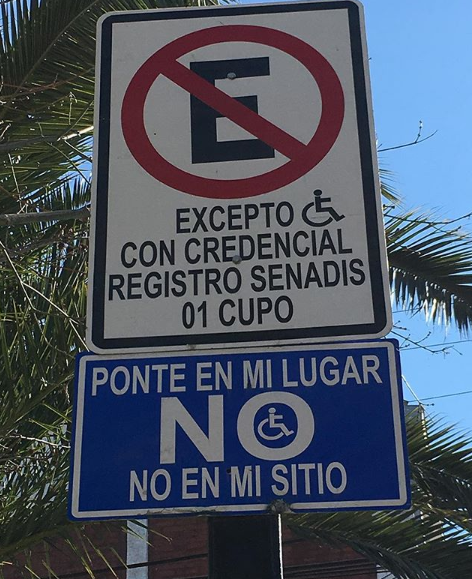 E
EXCEPTO
CON CREDENCIAL
REGISTRO SENADIS
01 CUPO
PONTE EN MI LUGAR
NO
NO EN MI SITIO